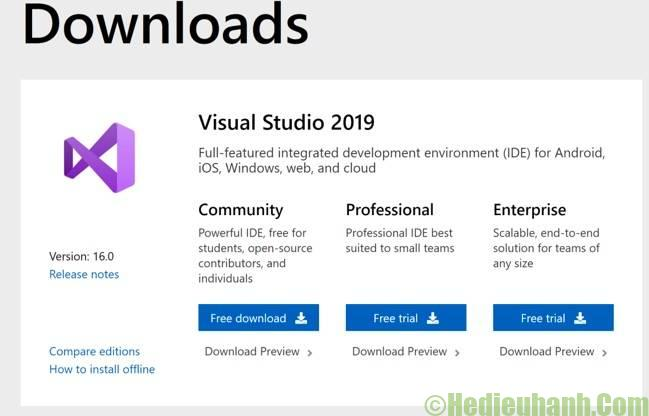 Downloads
Visual Studio 2019
Full-featured integrated development environment (IDE) for Android,
iOS, Windows, web, and cloud
Version: 16.0
Release notes
Compare editions
How to install offline
Community
Powerful IDE, free for
students, open-source
contributors, and
individuals
Free download
Download Preview
Professional
Professional IDE best
suited to small teams
Free trial
Download Preview
Enterprise
Scalable, end-to-end
solution for teams of
any size
Free trial
Download Preview
©Hedieuhanh.Com